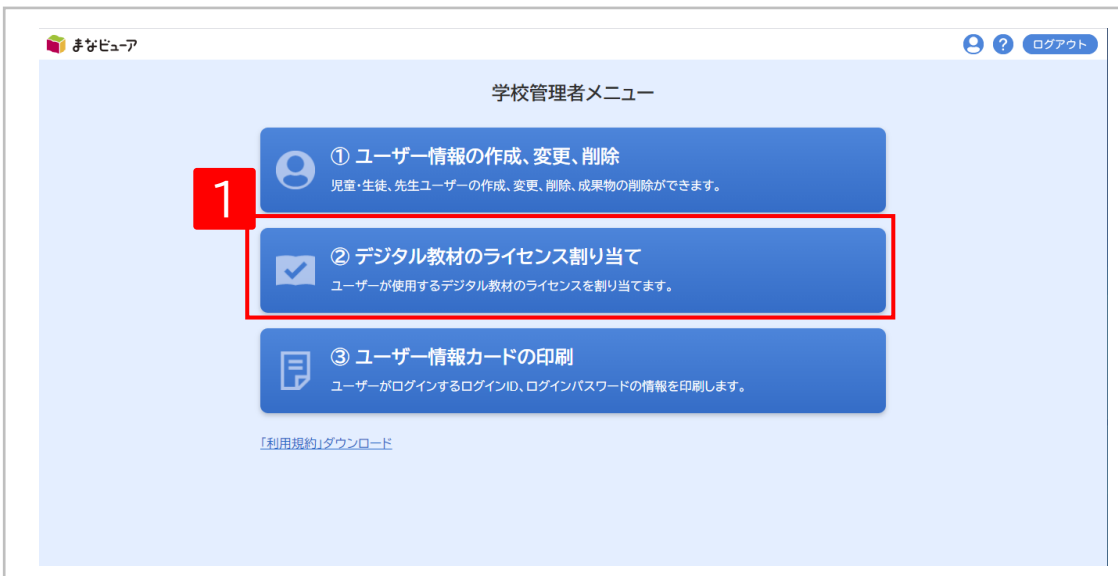 まなビューア
? ログアウト
学校管理者メニュー
① ユーザー情報の作成、変更、削除
児童・生徒、先生ユーザーの作成、変更、削除、成果物の削除ができます。
1
② デジタル教材のライセンス割り当て
ユーザーが使用するデジタル教材のライセンスを割り当てます。
③ ユーザー情報カードの印刷
ユーザーがログインするログインID、ログインパスワードの情報を印刷します。
「利用規約」ダウンロード